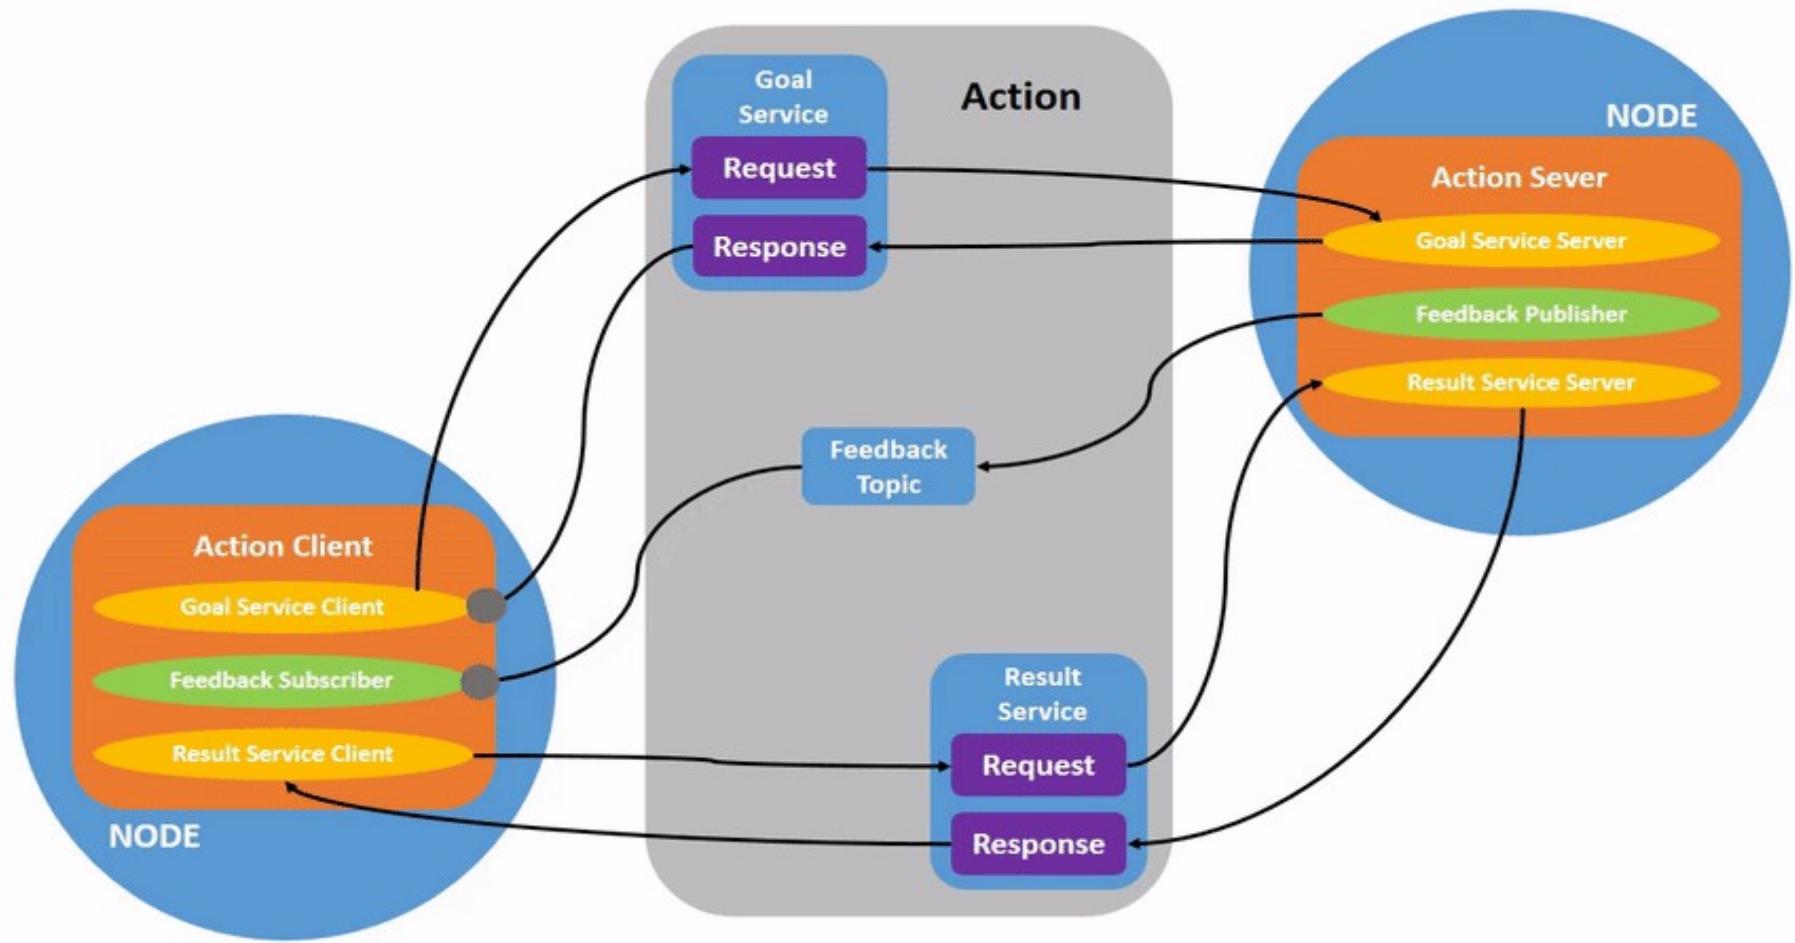 Goal
Service
Request
Response
Action
NODE
Action Sever
Goal Service Server
Feedback Publisher
Result Service Server
Feedback
Topic
Action Client
Goal Service Client
Feedback Subscriber
Result Service Client
NODE
Result
Service
Request
Response